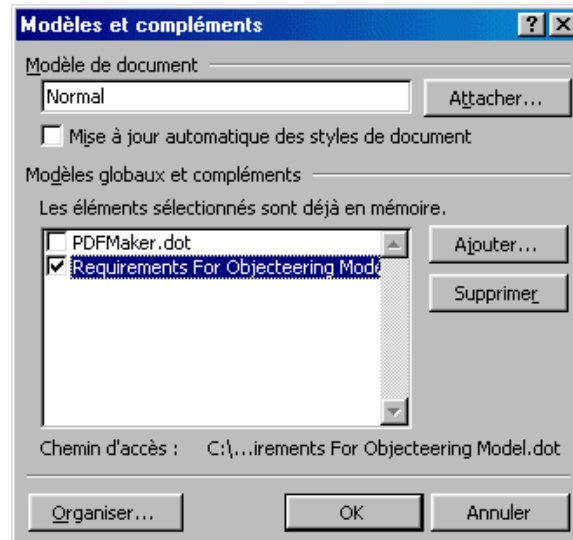 Modèles et compléments
Modèle de document
Normal
Attacher...
Mise à jour automatique des styles de document
Modèles globaux et compléments
Les éléments sélectionnés sont déjà en mémoire.
PDFMaker.dot
Requirements For Objecteering Mode
Ajouter...
Supprimer
Chemin d'accès : C:\...irements For Objecteering Model.dot
Organiser... OK Annuler